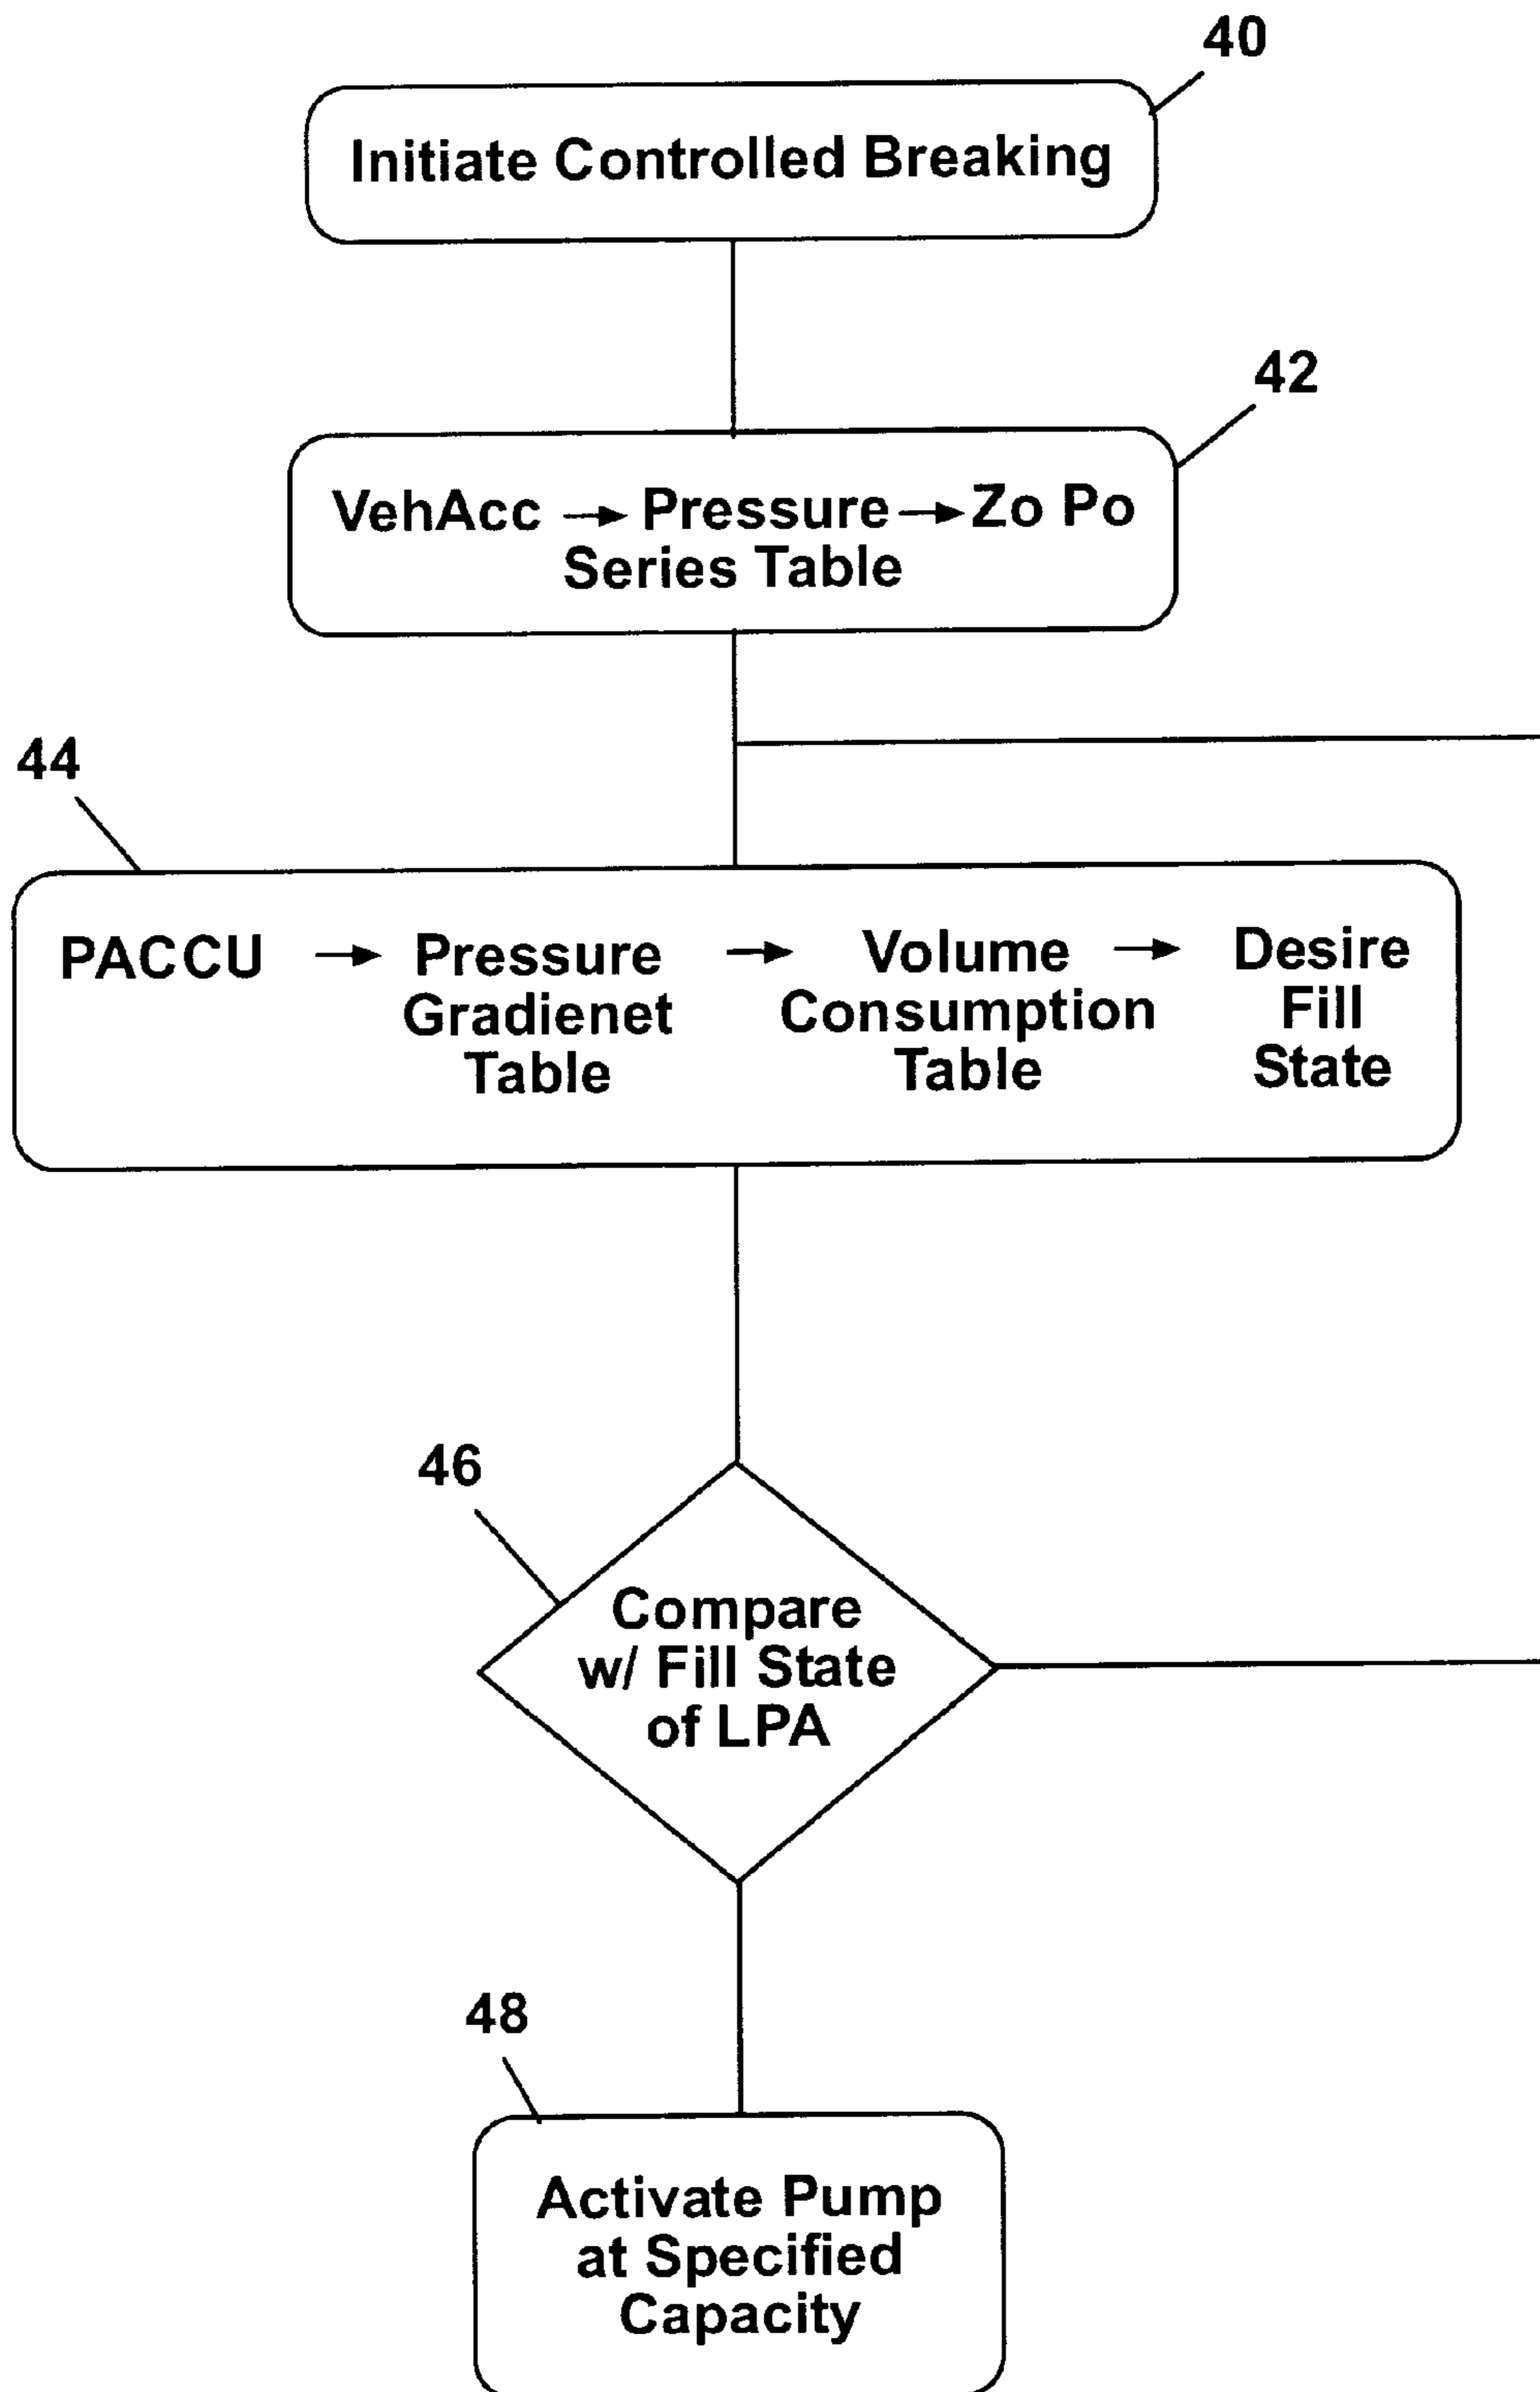 40
Initiate Controlled Breaking
42
VehAcc → Pressure → Zo Po
Series Table
44
PACCU → Pressure → Volume → Desire
Gradienet Consumption Fill
Table Table State
46
Compare
w/ Fill State
of LPA
48
Activate Pump
at Specified
Capacity